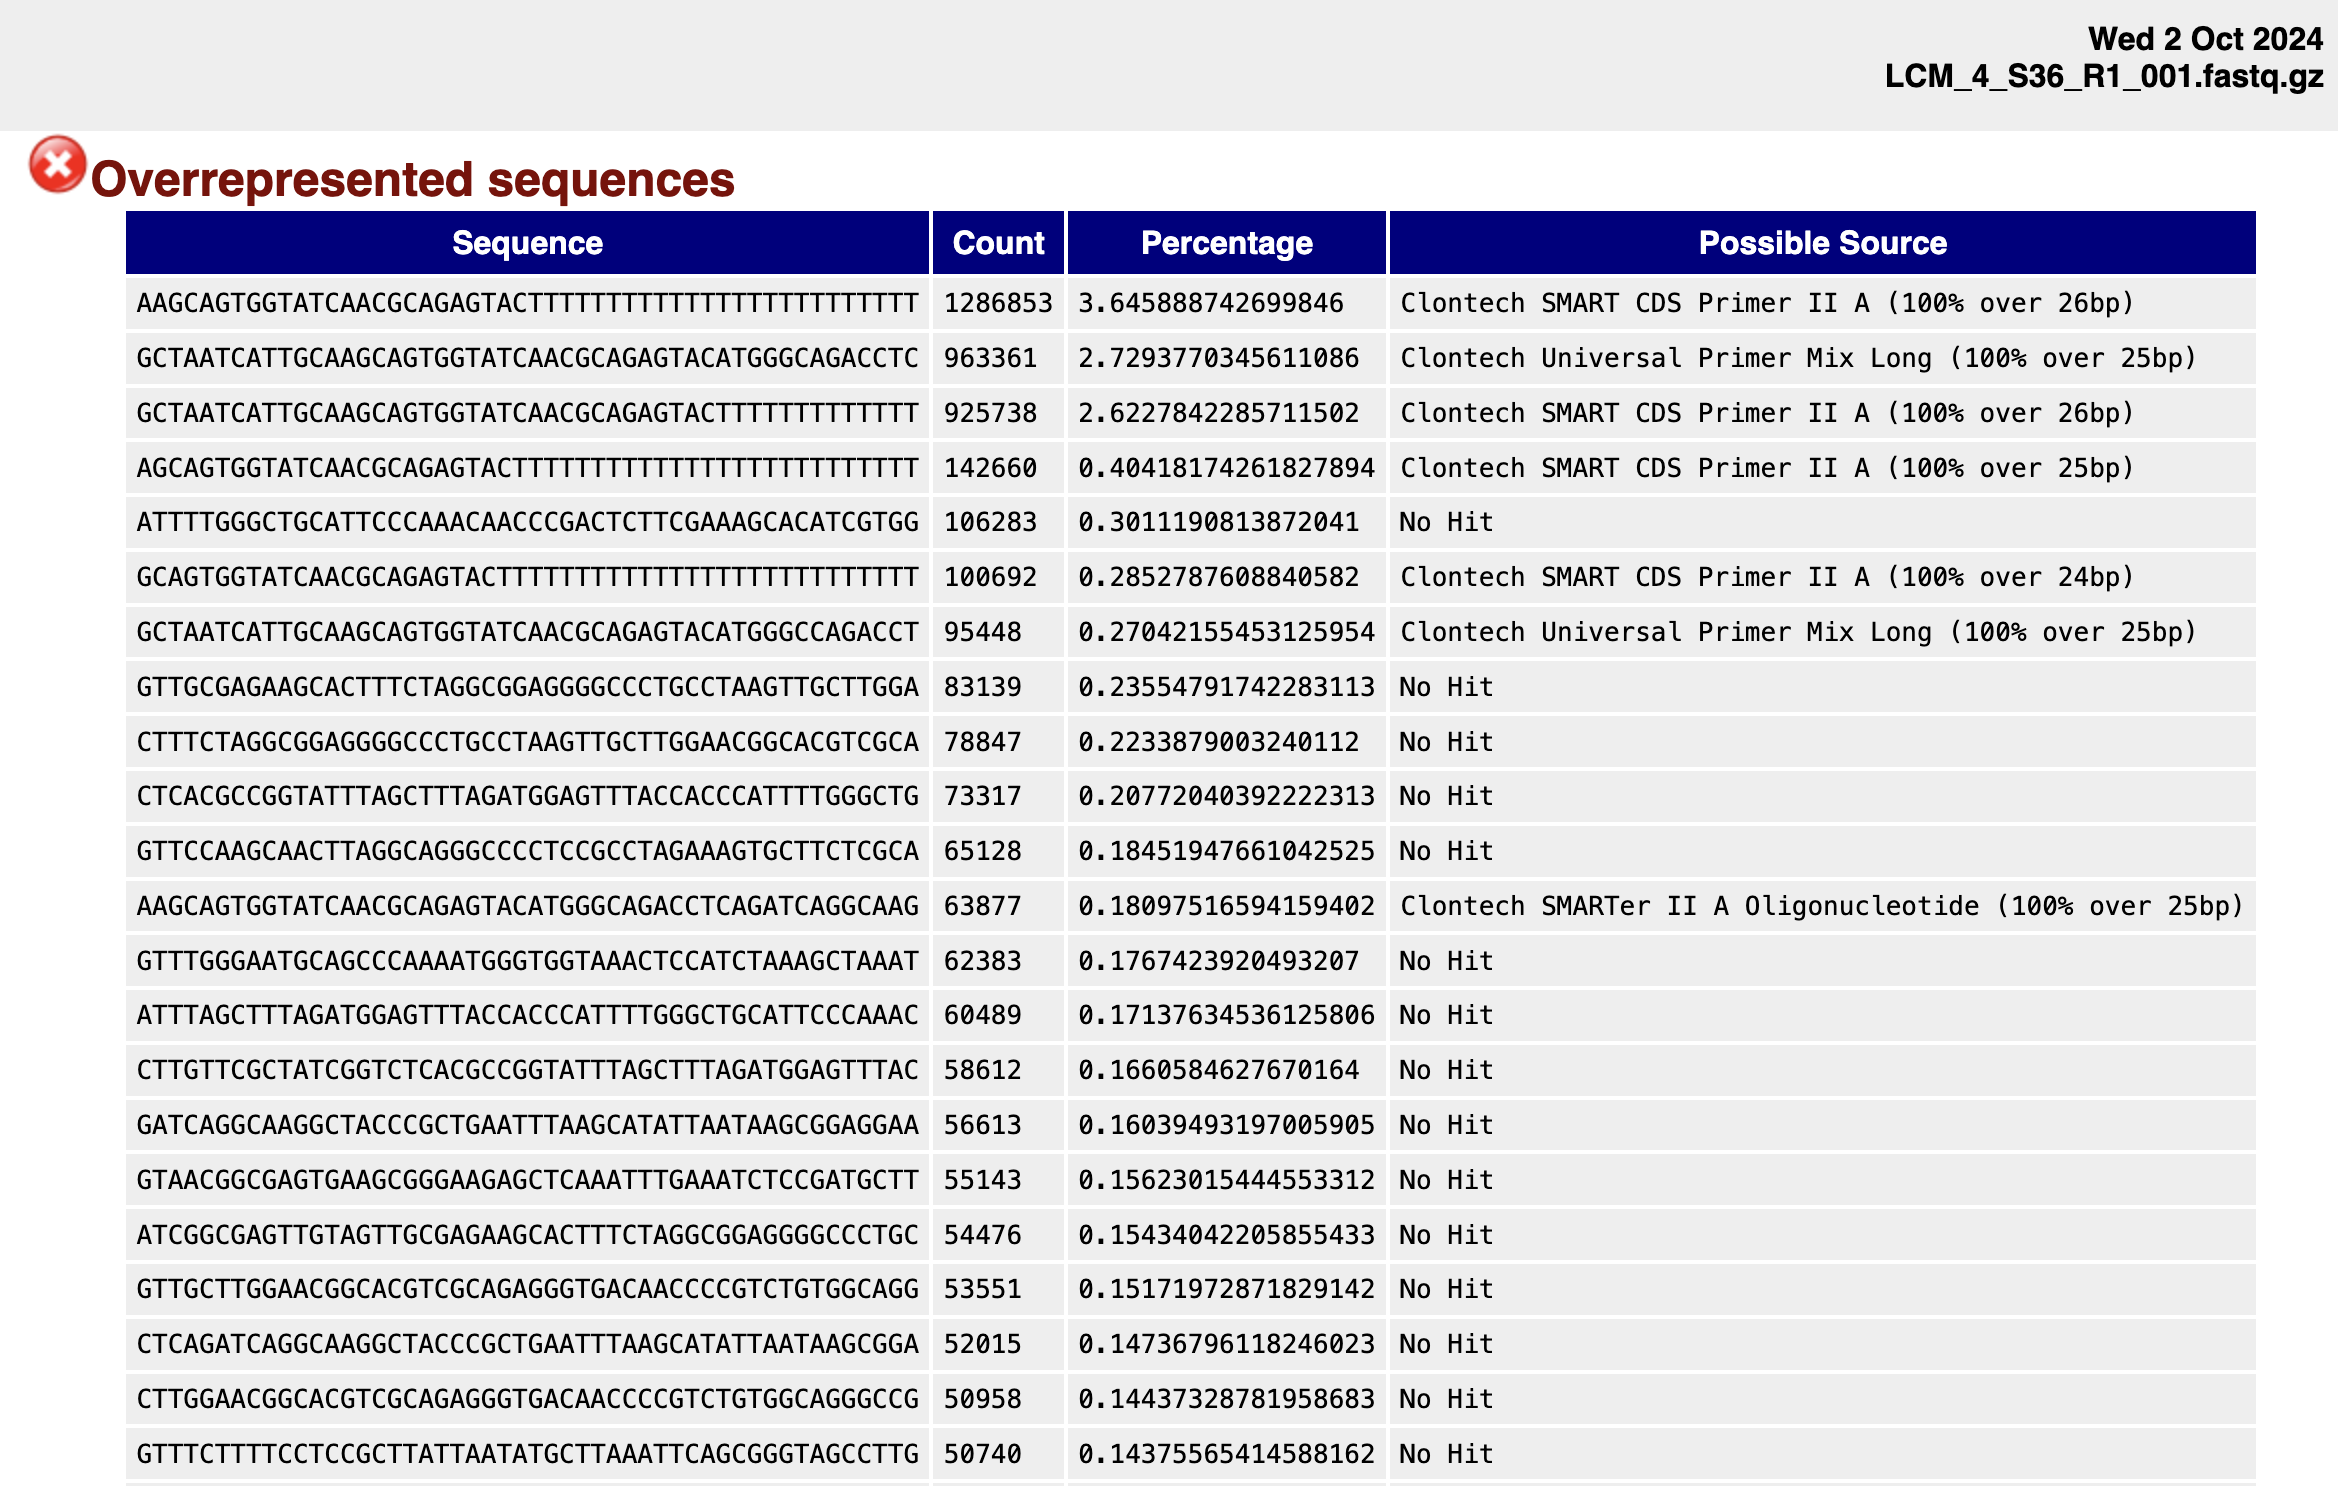 Wed 2 Oct 2024
LCM_4_S36_R1_001.fastq.gz
Overrepresented sequences
Sequence Count Percentage Possible Source
AAGCAGTGGTATCAACGCAGAGTACTTTTTTTTTTTTTTTTTTTTTTTTT 1286853 3.645888742699846 Clontech SMART CDS Primer II A (100% over 26bp)
GCTAATCATTGCAAGCAGTGGTATCAACGCAGAGTACATGGGCAGACCTC 963361 2.7293770345611086 Clontech Universal Primer Mix Long (100% over 25bp)
GCTAATCATTGCAAGCAGTGGTATCAACGCAGAGTACTTTTTTTTTTTTT 925738 2.6227842285711502 Clontech SMART CDS Primer II A (100% over 26bp)
AGCAGTGGTATCAACGCAGAGTACTTTTTTTTTTTTTTTTTTTTTTTTTT 142660 0.40418174261827894 Clontech SMART CDS Primer II A (100% over 25bp)
ATTTTGGGCTGCATTCCCAAACAACCCGACTCTTCGAAAGCACATCGTGG 106283 0.3011190813872041 No Hit
GCAGTGGTATCAACGCAGAGTACTTTTTTTTTTTTTTTTTTTTTTTTTTT 100692 0.2852787608840582 Clontech SMART CDS Primer II A (100% over 24bp)
GCTAATCATTGCAAGCAGTGGTATCAACGCAGAGTACATGGGCCAGACCT 95448 0.27042155453125954 Clontech Universal Primer Mix Long (100% over 25bp)
GTTGCGAGAAGCACTTTCTAGGCGGAGGGGCCCTGCCTAAGTTGCTTGGA 83139 0.23554791742283113 No Hit
CTTTCTAGGCGGAGGGGCCCTGCCTAAGTTGCTTGGAACGGCACGTCGCA 78847 0.2233879003240112 No Hit
CTCACGCCGGTATTTAGCTTTAGATGGAGTTTACCACCCATTTTGGGCTG 73317 0.20772040392222313 No Hit
GTTCCAAGCAACTTAGGCAGGGCCCCTCCGCCTAGAAAGTGCTTCTCGCA 65128 0.18451947661042525 No Hit
AAGCAGTGGTATCAACGCAGAGTACATGGGCAGACCTCAGATCAGGCAAG 63877 0.18097516594159402 Clontech SMARTer II A Oligonucleotide (100% over 25bp)
GTTTGGGAATGCAGCCCAAAATGGGTGGTAAACTCCATCTAAAGCTAAAT 62383 0.1767423920493207 No Hit
ATTTAGCTTTAGATGGAGTTTACCACCCATTTTGGGCTGCATTCCCAAAC 60489 0.17137634536125806 No Hit
CTTGTTCGCTATCGGTCTCACGCCGGTATTTAGCTTTAGATGGAGTTTAC 58612 0.1660584627670164 No Hit
GATCAGGCAAGGCTACCCGCTGAATTTAAGCATATTAATAAGCGGAGGAA 56613 0.16039493197005905 No Hit
GTAACGGCGAGTGAAGCGGGAAGAGCTCAAATTTGAAATCTCCGATGCTT 55143 0.15623015444553312 No Hit
ATCGGCGAGTTGTAGTTGCGAGAAGCACTTTCTAGGCGGAGGGGCCCTGC 54476 0.15434042205855433 No Hit
GTTGCTTGGAACGGCACGTCGCAGAGGGTGACAACCCCGTCTGTGGCAGG 53551 0.15171972871829142 No Hit
CTCAGATCAGGCAAGGCTACCCGCTGAATTTAAGCATATTAATAAGCGGA 52015 0.14736796118246023 No Hit
CTTGGAACGGCACGTCGCAGAGGGTGACAACCCCGTCTGTGGCAGGGCCG 50958 0.14437328781958683 No Hit
GTTTCTTTTCCTCCGCTTATTAATATGCTTAAATTCAGCGGGTAGCCTTG 50740 0.14375565414588162 No Hit